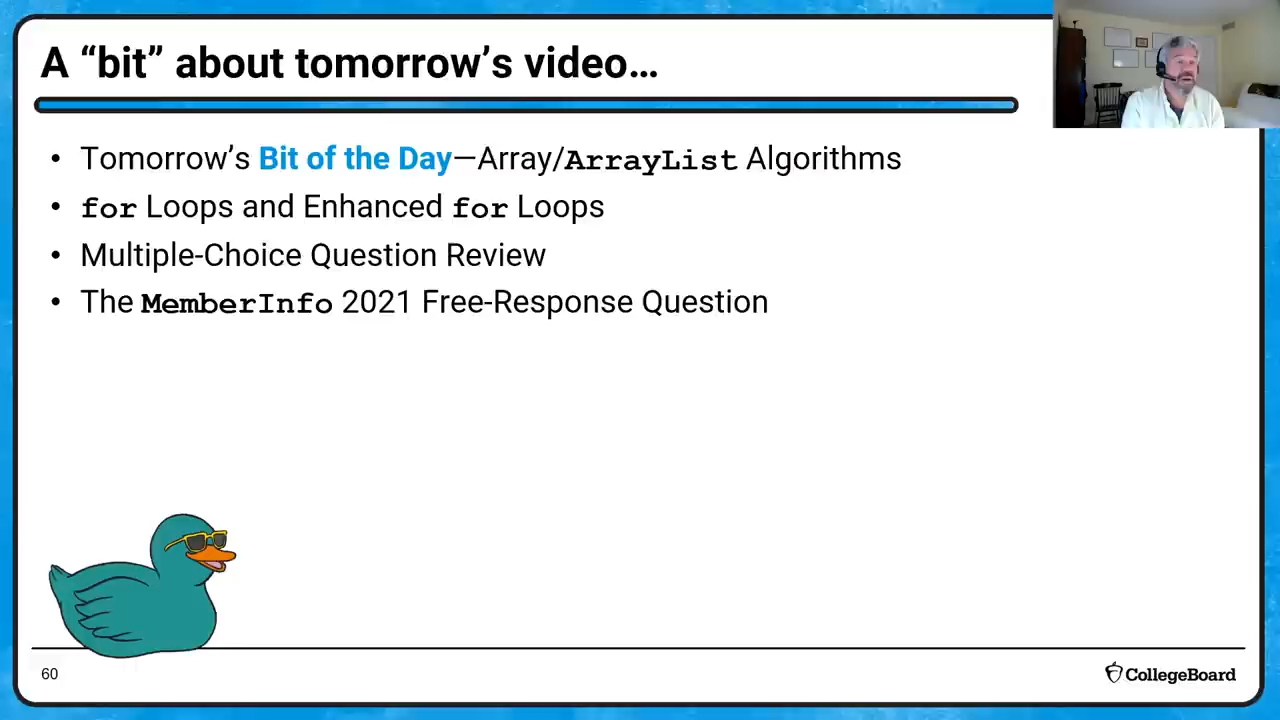 A “bit” about tomorrow’s video…
• Tomorrow’s Bit of the Day—Array/ArrayList Algorithms
• for Loops and Enhanced for Loops
• Multiple-Choice Question Review
• The MemberInfo 2021 Free-Response Question
60
CollegeBoard